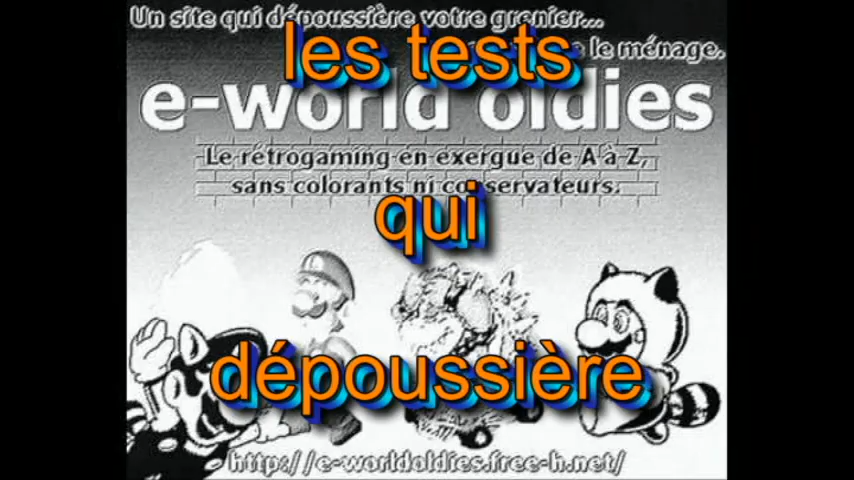 Un site qui dépoussière votre grenier...
le ménage.
les tests
e-world oldies
Le rétrogaming en exergue de A à Z,
sans colorants ni conservateurs.
qui
dépoussière
http://e-worldoldies.free-h.net/